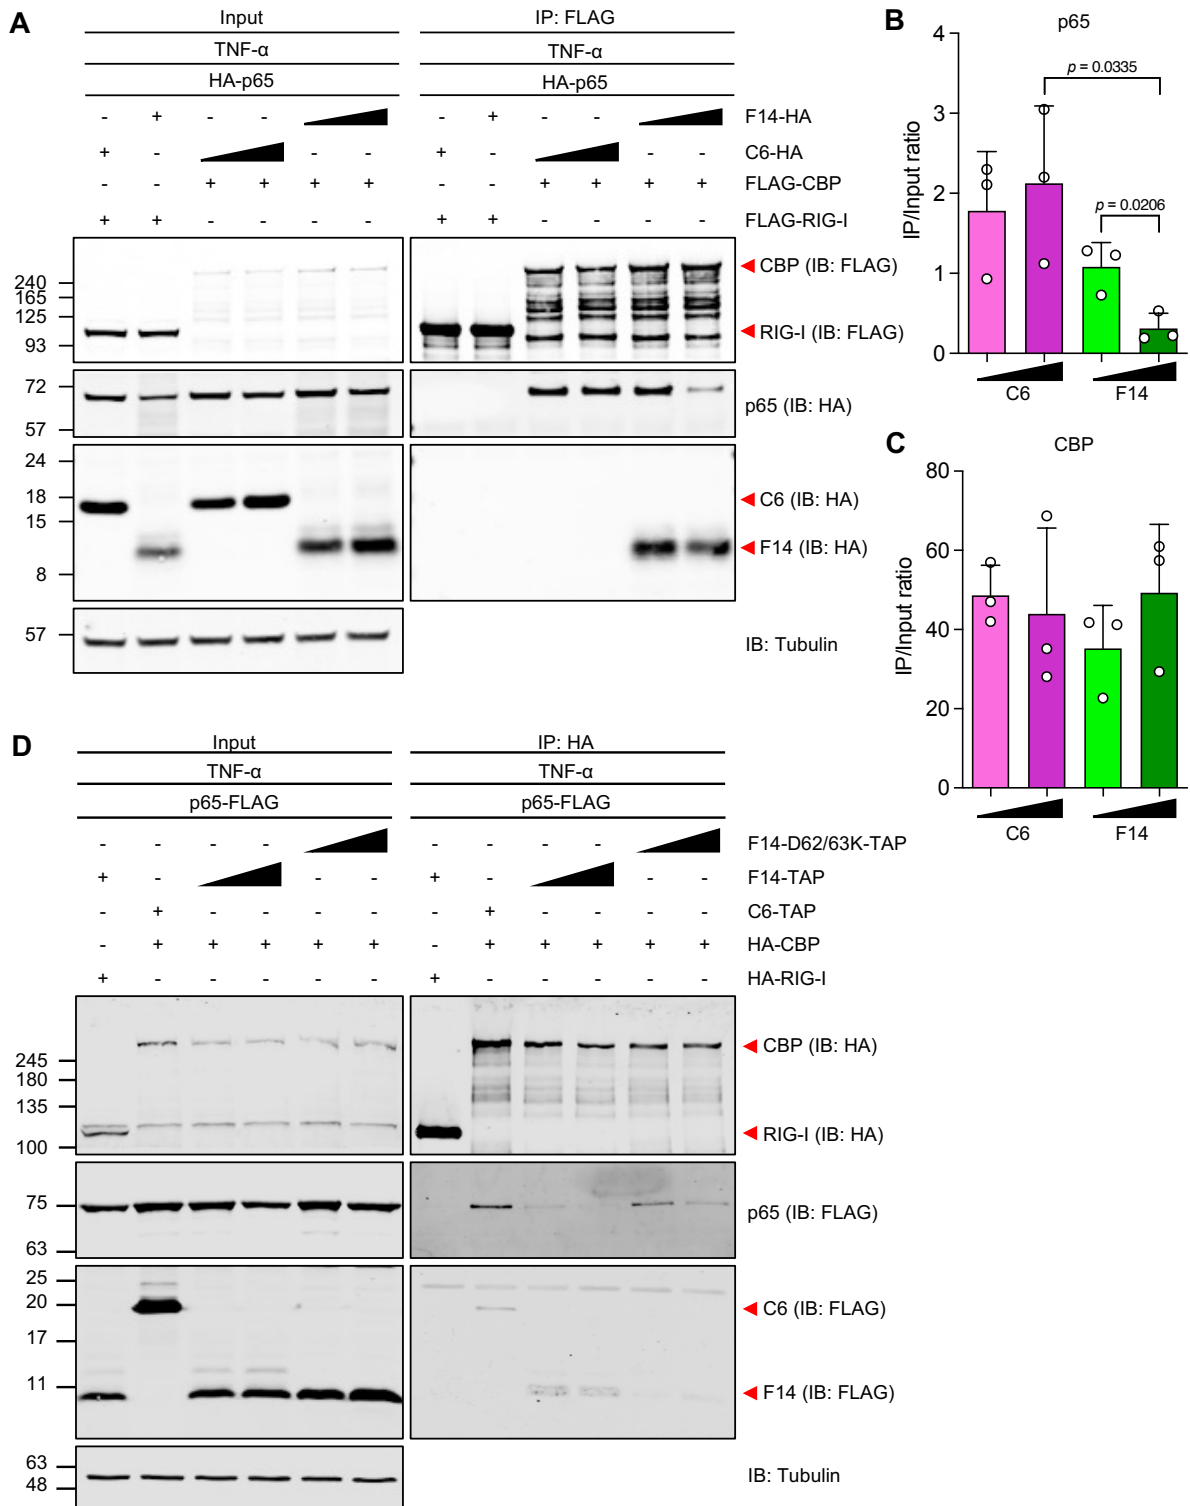 A
Input
IP: FLAG
TNF-α
TNF-α
HA-p65
HA-p65
- + - - - + - - F14-HA
+ - - - + - - - C6-HA
- - + + + + - - + + + + FLAG-CBP
+ + - - - - + + - - - - FLAG-RIG-I
240
165
125
93
CBP (IB: FLAG)
RIG-I (IB: FLAG)
72
57
p65 (IB: HA)
24
18
15
8
C6 (IB: HA)
F14 (IB: HA)
57
IB: Tubulin
B
p65
IP/Input ratio
4
3
2
1
0
p = 0.0335
p = 0.0206
C6
F14
C
CBP
IP/Input ratio
80
60
40
20
0
C6
F14
D
Input
IP: HA
TNF-α
TNF-α
p65-FLAG
p65-FLAG
- - - - - - - - F14-D62/63K-TAP
+ - - - + - - - F14-TAP
- + - - - - - + - - - - C6-TAP
- + + + + + - + + + + + HA-CBP
+ - - - - - + - - - - - HA-RIG-I
245
180
135
100
CBP (IB: HA)
RIG-I (IB: HA)
75
63
p65 (IB: FLAG)
25
20
17
11
C6 (IB: FLAG)
F14 (IB: FLAG)
63
48
IB: Tubulin